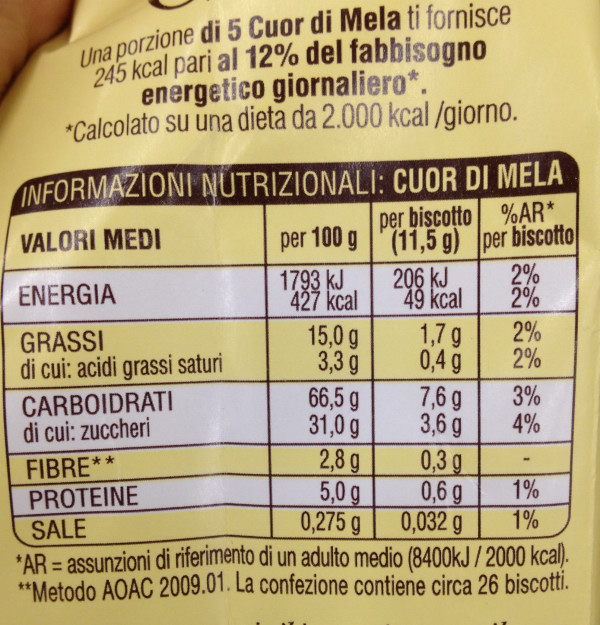 Una porzione di 5 Cuor di Mela ti fornisce
245 kcal pari al 12% del fabbisogno
energetico giornaliero*.
*Calcolato su una dieta da 2.000 kcal /giorno.
INFORMAZIONI NUTRIZIONALI: CUOR DI MELA
VALORI MEDI per 100 g per biscotto (11,5 g) %AR* per biscotto
ENERGIA 1793 kJ 206 kJ 2%
427 kcal 49 kcal 2%
GRASSI 15,0 g 1,7 g 2%
di cui: acidi grassi saturi 3,3 g 0,4 g 2%
CARBOIDRATI 66,5 g 7,6 g 3%
di cui: zuccheri 31,0 g 3,6 g 4%
FIBRE** 2,8 g 0,3 g -
PROTEINE 5,0 g 0,6 g 1%
SALE 0,275 g 0,032 g 1%
*AR = assunzioni di riferimento di un adulto medio (8400kJ / 2000 kcal).
**Metodo AOAC 2009.01. La confezione contiene circa 26 biscotti.